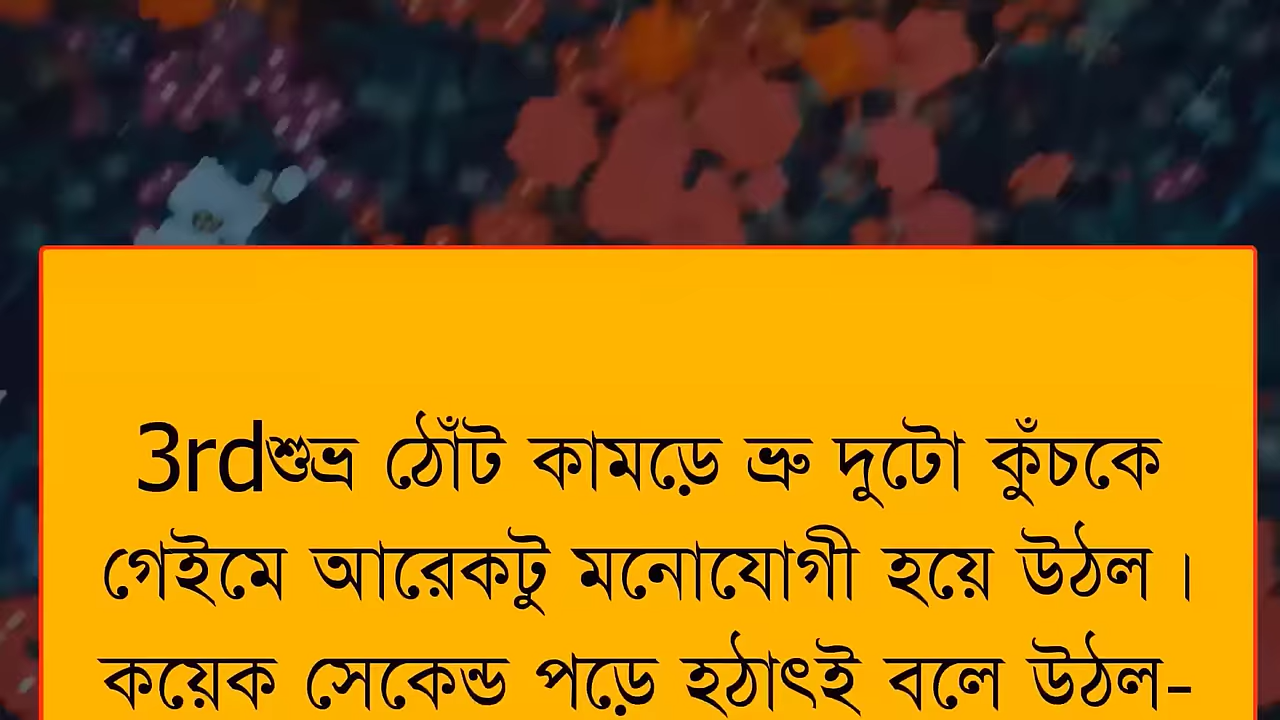 3rdশুভ্র ঠোঁট কামড়ে ভ্রু দুটো কুঁচকে
গেইমে আরেকটু মনোযোগী হয়ে উঠল।
কয়েক সেকেন্ড পড়ে হঠাৎই বলে উঠল-